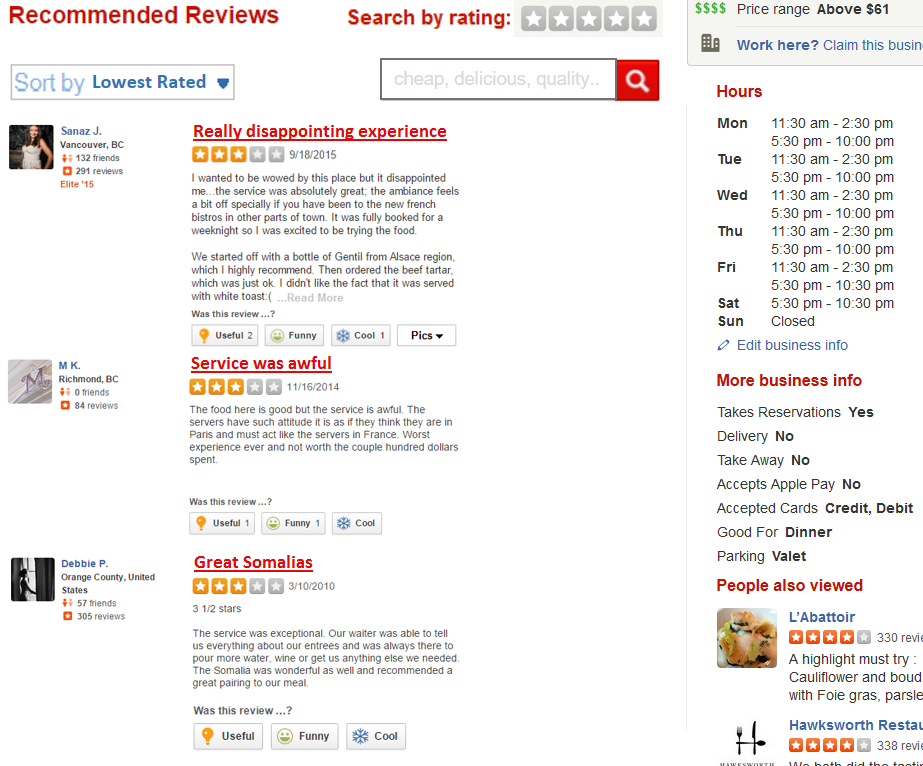 Recommended Reviews
Search by rating:
Sort by Lowest Rated
cheap, delicious, quality..
Sanaz J.
Vancouver, BC
132 friends
291 reviews
Elite '15
Really disappointing experience
9/18/2015
I wanted to be wowed by this place but it disappointed
me...the service was absolutely great; the ambiance feels
a bit off specially if you have been to the new french
bistros in other parts of town. It was fully booked for a
weeknight so I was excited to be trying the food.
We started off with a bottle of Gentil from Alsace region,
which I highly recommend. Then ordered the beef tartar,
which was just ok. I didn't like the fact that it was served
with white toast:( ...Read More
Was this review ...?
Useful 2 Funny Cool 1 Pics
M K.
Richmond, BC
0 friends
84 reviews
Service was awful
11/16/2014
The food here is good but the service is awful. The
servers have such attitude it is as if they think they are in
Paris and must act like the servers in France. Worst
experience ever and not worth the couple hundred dollars
spent.
Was this review ...?
Useful 1 Funny 1 Cool
Debbie P.
Orange County, United
States
57 friends
305 reviews
Great Somalias
3/10/2010
3 1/2 stars
The service was exceptional. Our waiter was able to tell
us everything about our entrees and was always there to
pour more water, wine or get us anything else we needed.
The Somalia was wonderful as well and recommended a
great pairing to our meal.
Was this review ...?
Useful Funny Cool
$$$$ Price range Above $61
Work here? Claim this busin
Hours
Mon 11:30 am - 2:30 pm
5:30 pm - 10:00 pm
Tue 11:30 am - 2:30 pm
5:30 pm - 10:00 pm
Wed 11:30 am - 2:30 pm
5:30 pm - 10:00 pm
Thu 11:30 am - 2:30 pm
5:30 pm - 10:00 pm
Fri 11:30 am - 2:30 pm
5:30 pm - 10:30 pm
Sat 5:30 pm - 10:30 pm
Sun Closed
Edit business info
More business info
Takes Reservations Yes
Delivery No
Take Away No
Accepts Apple Pay No
Accepted Cards Credit, Debit
Good For Dinner
Parking Valet
People also viewed
L'Abattoir
330 revie
A highlight must try :
Cauliflower and boud
with Foie gras, parsle
Hawksworth Restau
338 revie
HAWKSWORTH
We both did the tasti